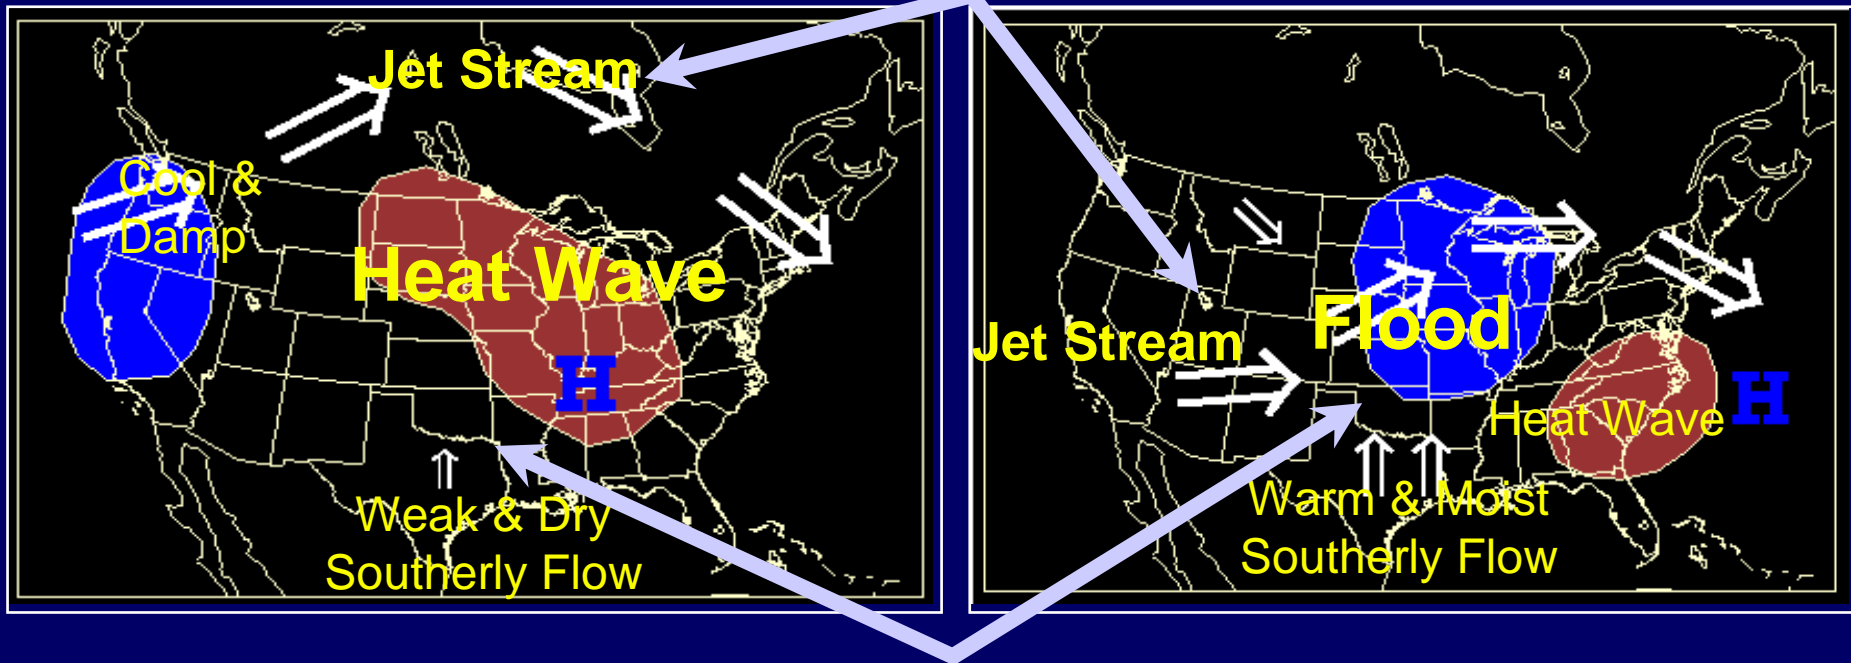 Jet Stream
Cool &
Damp
Heat Wave
H
Weak & Dry
Southerly Flow
Jet Stream
Flood
Heat Wave
H
Warm & Moist
Southerly Flow